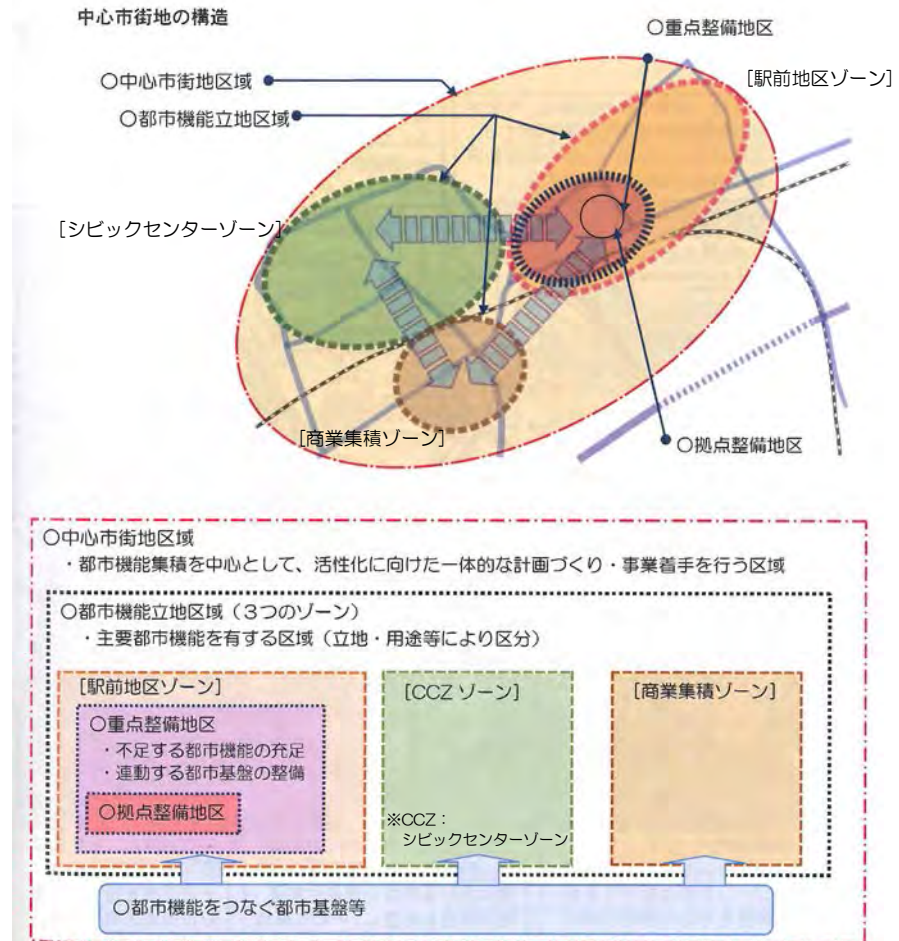 中心市街地の構造
○重点整備地区
○中心市街地区域
[駅前地区ゾーン]
○都市機能立地区域
[シビックセンターゾーン]
[商業集積ゾーン]
○拠点整備地区
○中心市街地区域
・都市機能集積を中心として、活性化に向けた一体的な計画づくり・事業着手を行う区域
○都市機能立地区域（3つのゾーン）
・主要都市機能を有する区域（立地・用途等により区分）
[駅前地区ゾーン]
[CCZ ゾーン]
[商業集積ゾーン]
○重点整備地区
・不足する都市機能の充足
・連動する都市基盤の整備
○拠点整備地区
※CCZ：
シビックセンターゾーン
○都市機能をつなぐ都市基盤等